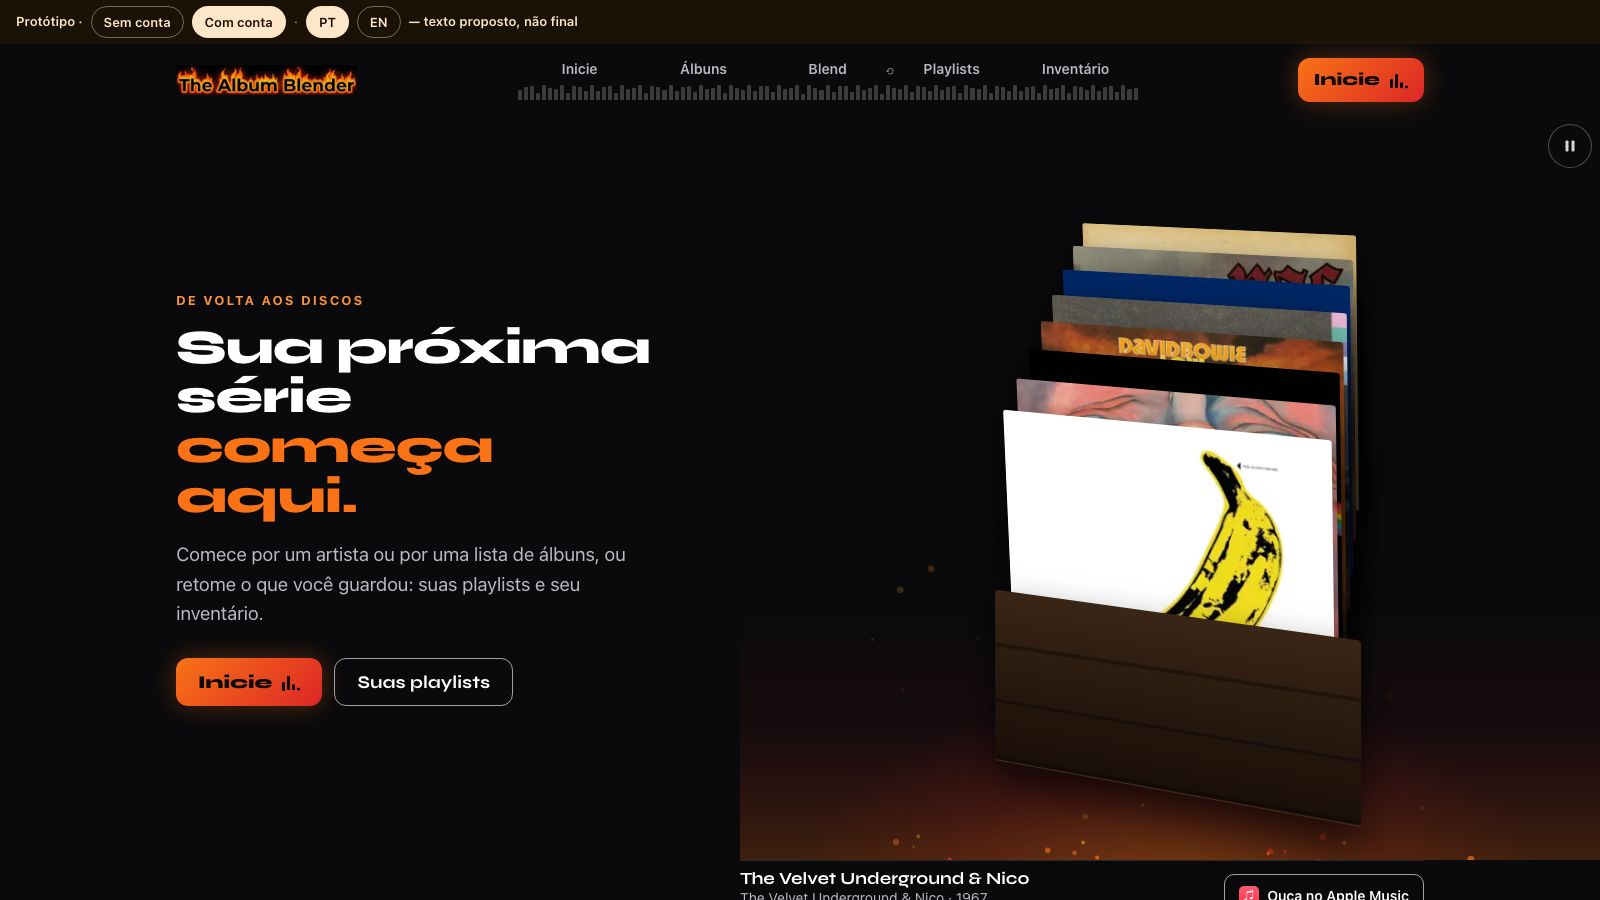 Protótipo · Sem conta Com conta · PT EN — texto proposto, não final
The Album Blender
Inicie Álbuns Blend Playlists Inventário
Inicie
DE VOLTA AOS DISCOS
Sua próxima
série
começa
aqui.
Comece por um artista ou por uma lista de álbuns, ou
retome o que você guardou: suas playlists e seu
inventário.
Inicie
Suas playlists
DAVIDBOWIE
The Velvet Underground & Nico
The Velvet Underground & Nico · 1967
Ouça no Apple Music